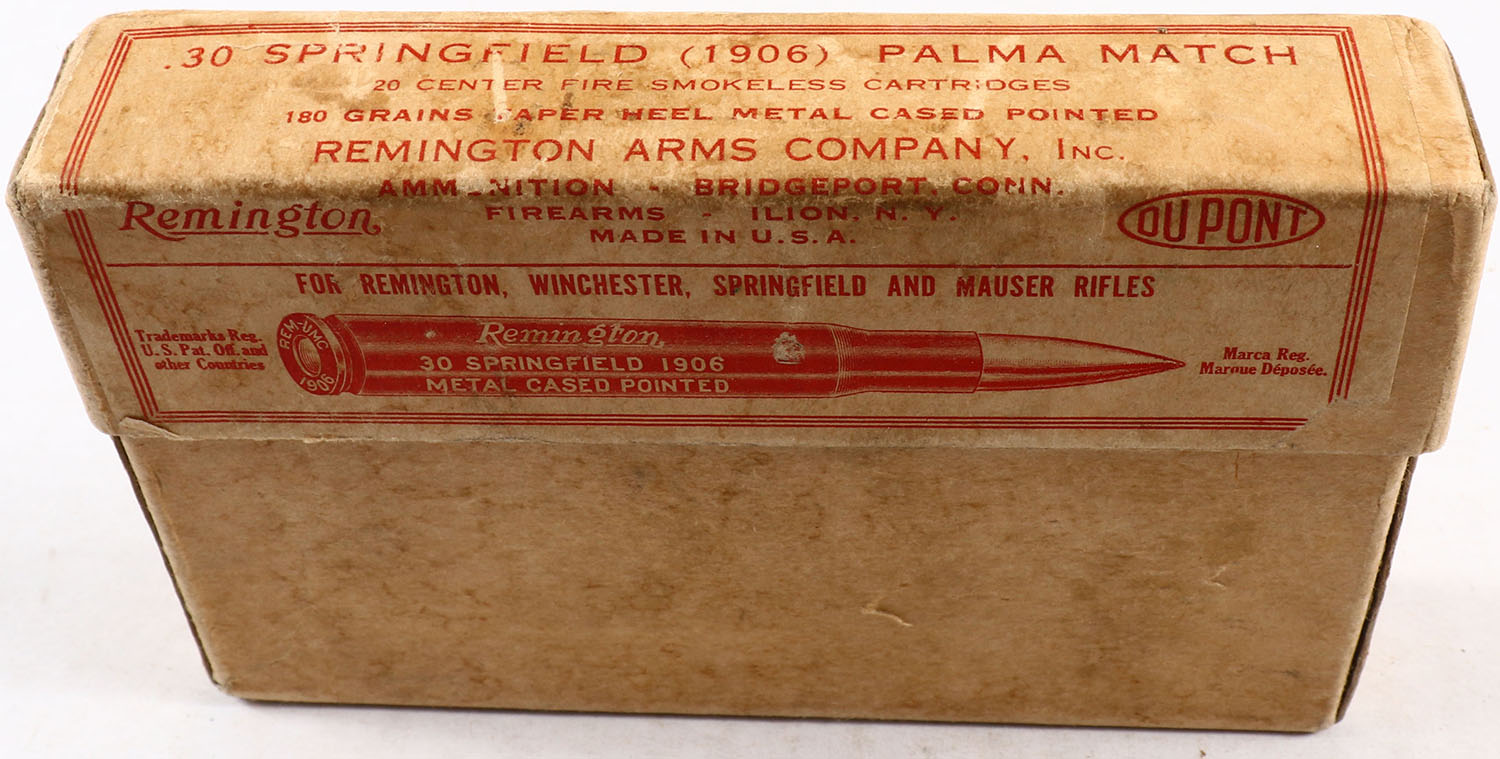 .30 SPRINGFIELD (1906) PALMA MATCH
20 CENTER FIRE SMOKELESS CARTRIDGES
180 GRAINS TAPER HEEL METAL CASED POINTED
REMINGTON ARMS COMPANY, INC.
AMMUNITION - BRIDGEPORT, CONN.
FIREARMS - ILION, N. Y.
MADE IN U.S.A.
Remington,
DU PONT
FOR REMINGTON, WINCHESTER, SPRINGFIELD AND MAUSER RIFLES
Trademarks Reg.
U. S. Pat. Off. and
other Countries
REM-UMC
1906
Remington,
30 SPRINGFIELD 1906
METAL CASED POINTED
Marca Reg.
Marque Déposée.